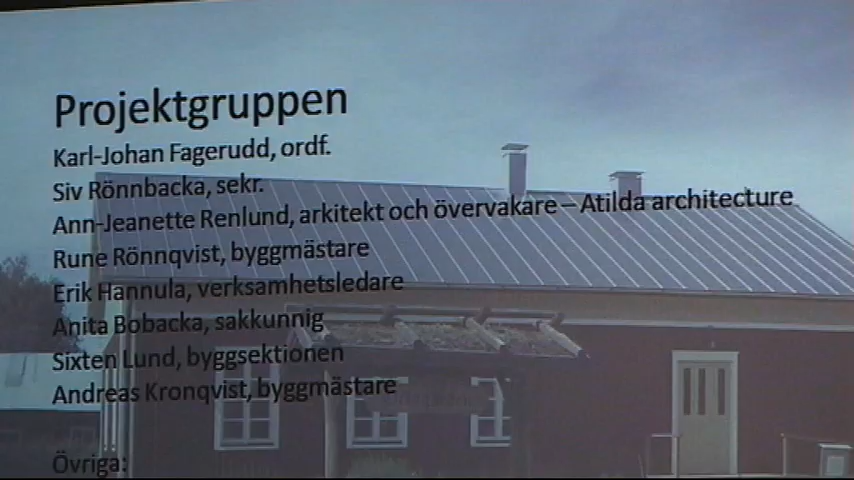 Projektgruppen
Karl-Johan Fagerudd, ordf.
Siv Rönnbacka, sekr.
Ann-Jeanette Renlund, arkitekt och övervakare – Atilda architecture
Rune Rönnqvist, byggmästare
Erik Hannula, verksamhetsledare
Anita Bobacka, sakkunnig
Sixten Lund, byggsektionen
Andreas Kronqvist, byggmästare
Övriga: